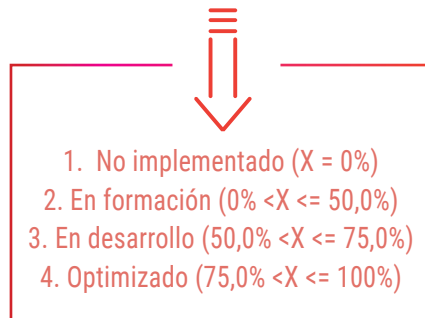 1. No implementado (X = 0%)
2. En formación (0% <X <= 50,0%)
3. En desarrollo (50,0% <X <= 75,0%)
4. Optimizado (75,0% <X <= 100%)